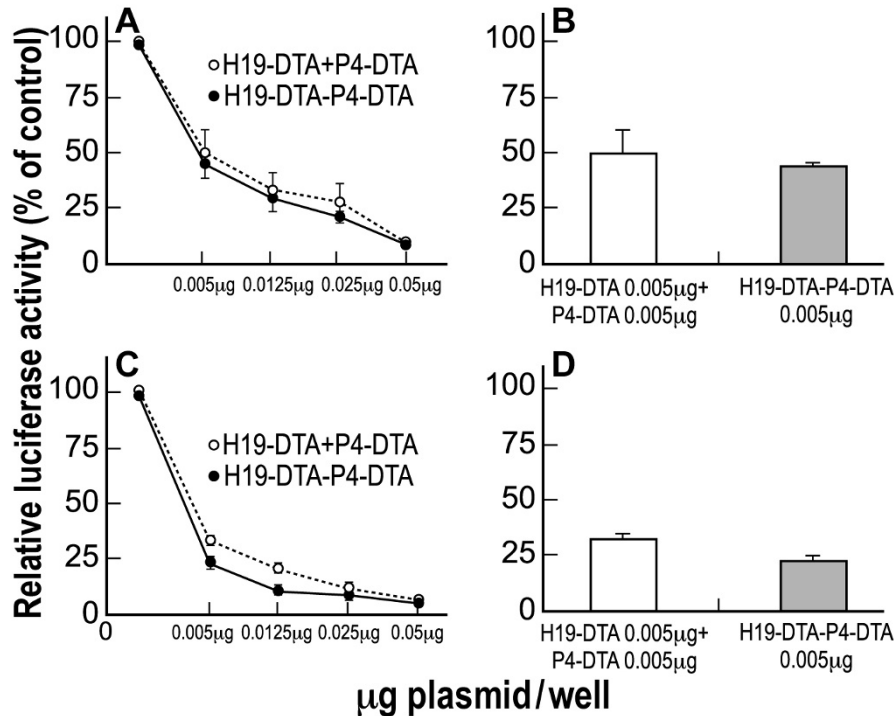 Relative luciferase activity (% of control)
A
100
75
50
25
0
H19-DTA+P4-DTA
H19-DTA-P4-DTA
0.005µg 0.0125µg 0.025µg 0.05µg
B
100
75
50
25
0
H19-DTA 0.005µg+
P4-DTA 0.005µg
H19-DTA-P4-DTA
0.005µg
C
100
75
50
25
0
H19-DTA+P4-DTA
H19-DTA-P4-DTA
0 0.005µg 0.0125µg 0.025µg 0.05µg
D
100
75
50
25
0
H19-DTA 0.005µg+
P4-DTA 0.005µg
H19-DTA-P4-DTA
0.005µg
µg plasmid/well